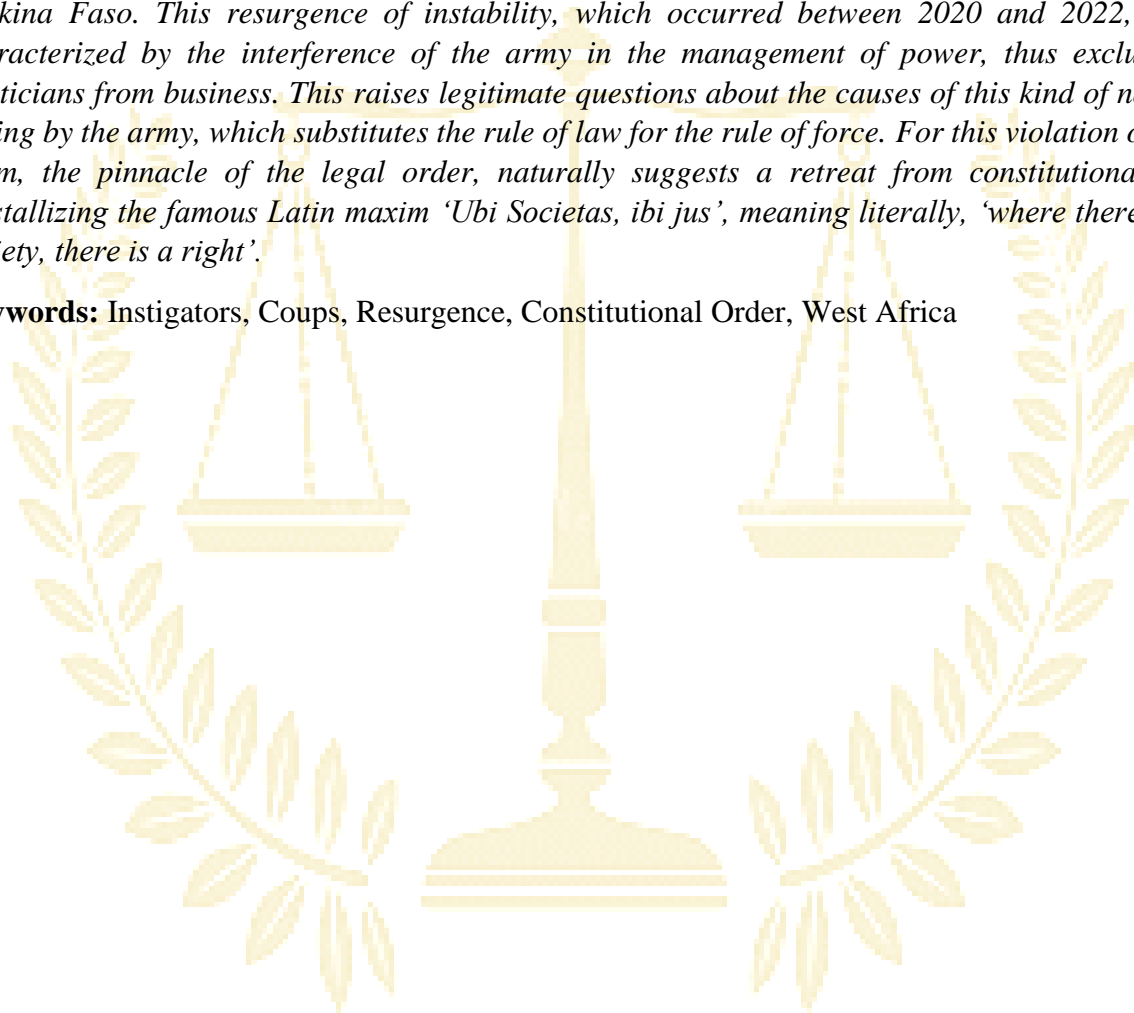 kina Faso. This resurgence of instability, which occurred between 2020 and 2022,
racterized by the interference of the army in the management of power, thus exclu
ticians from business. This raises legitimate questions about the causes of this kind of n
ing by the army, which substitutes the rule of law for the rule of force. For this violation o
m, the pinnacle of the legal order, naturally suggests a retreat from constitutiona
stallizing the famous Latin maxim ‘Ubi Societas, ibi jus’, meaning literally, ‘where there
iety, there is a right’.
words: Instigators, Coups, Resurgence, Constitutional Order, West Africa